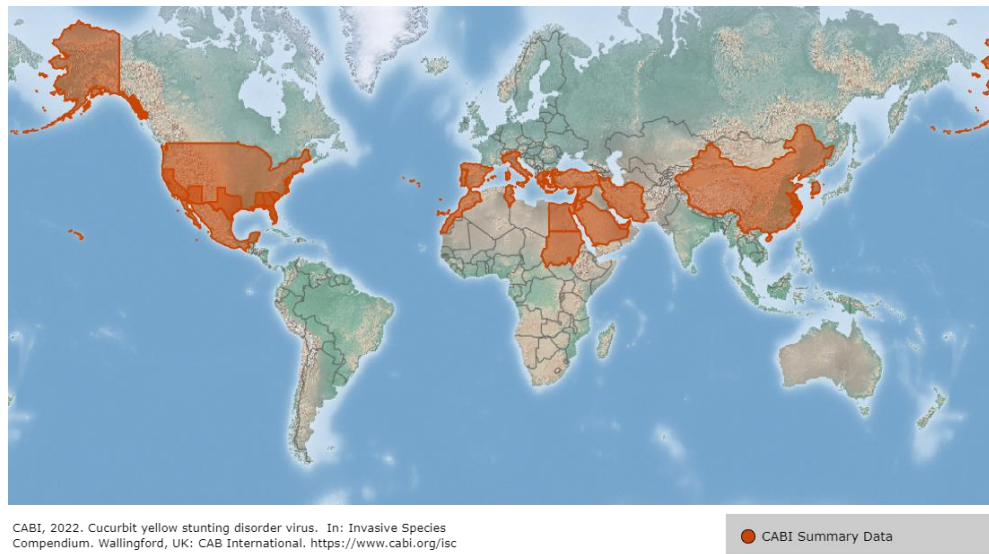 CABI, 2022. Cucurbit yellow stunting disorder virus.  In: Invasive Species
Compendium. Wallingford, UK: CAB International. https://www.cabi.org/isc
CABI Summary Data